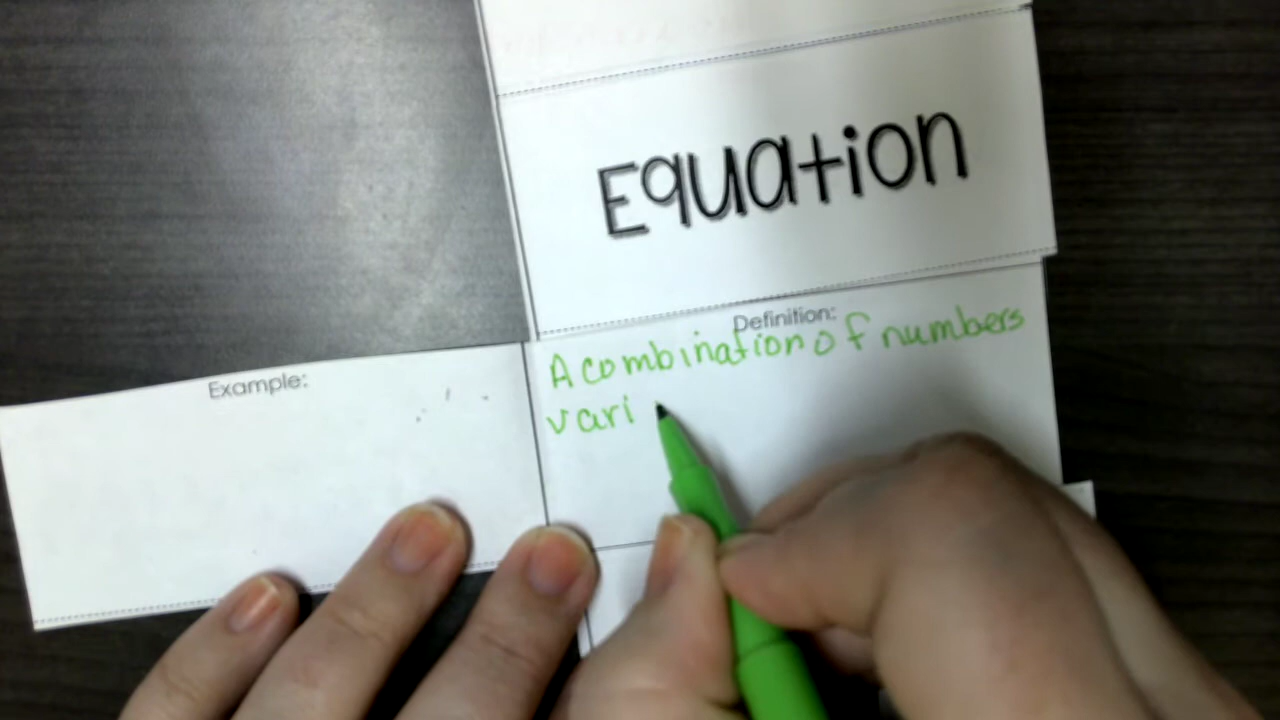 Equation
Definition:
A combination of numbers
vari
Example: